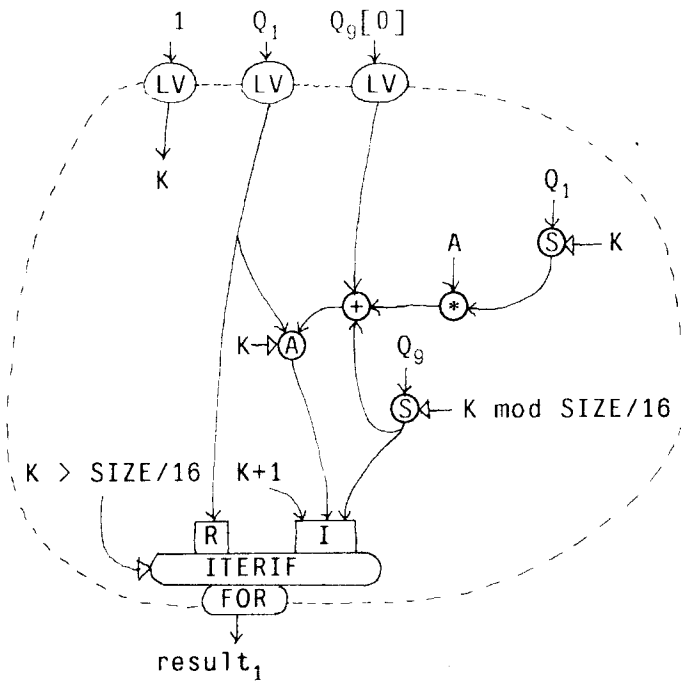 1 Q₁ Q₉[0]
LV LV LV
K
Q₁
A S K
+ *
K A
Q₉
S K mod SIZE/16
K > SIZE/16 K+1
R I
ITERIF
FOR
result₁